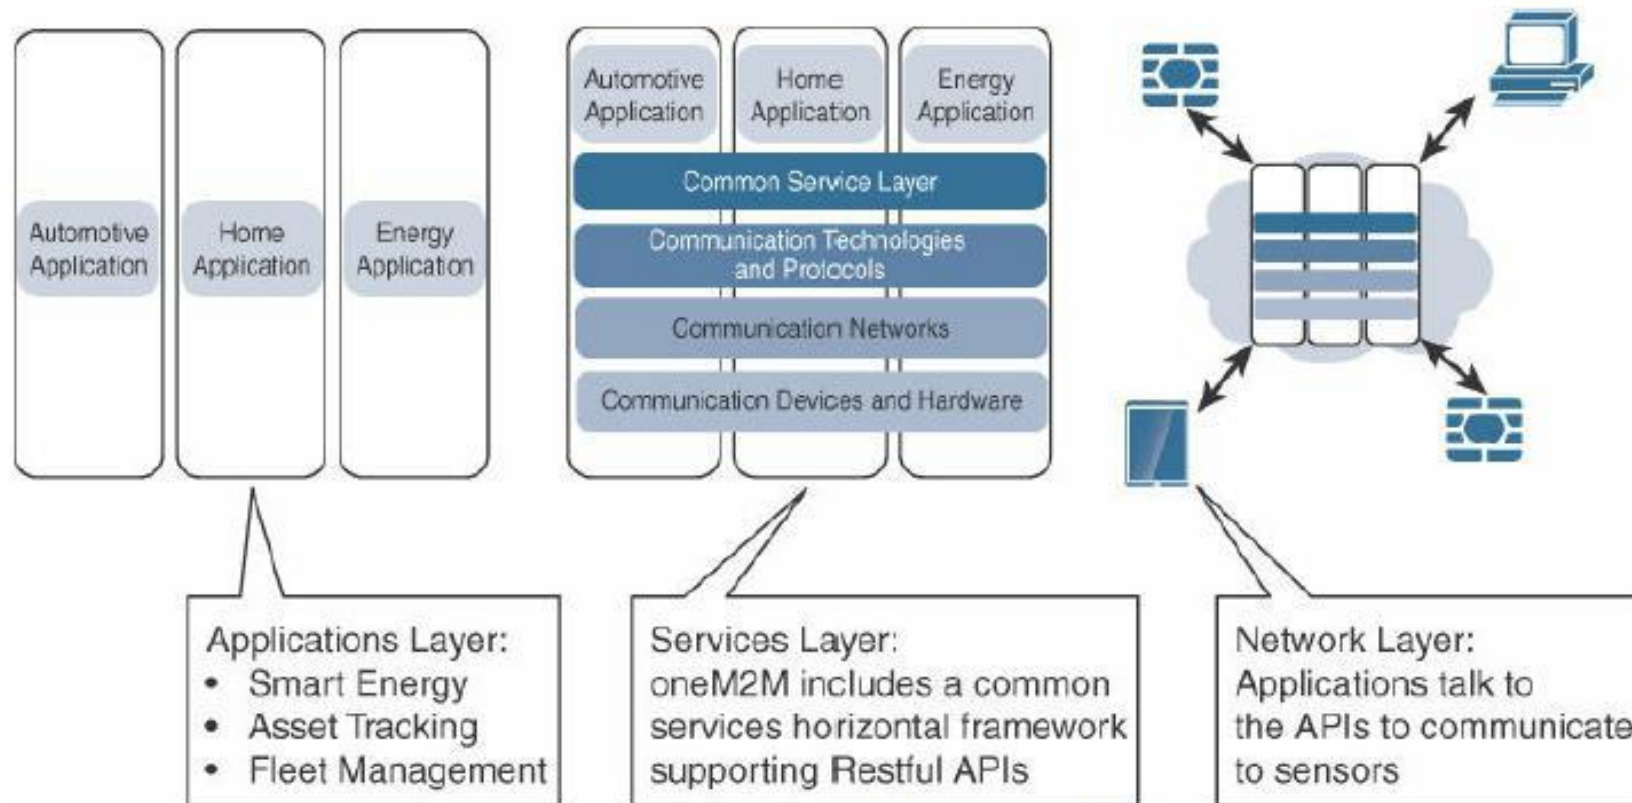 Automotive
Application
Home
Application
Energy
Application
Automotive
Application
Home
Application
Energy
Application
Common Service Layer
Communication Technologies
and Protocols
Communication Networks
Communication Devices and Hardware
Applications Layer:
• Smart Energy
• Asset Tracking
• Fleet Management
Services Layer:
oneM2M includes a common
services horizontal framework
supporting Restful APIs
Network Layer:
Applications talk to
the APIs to communicate
to sensors